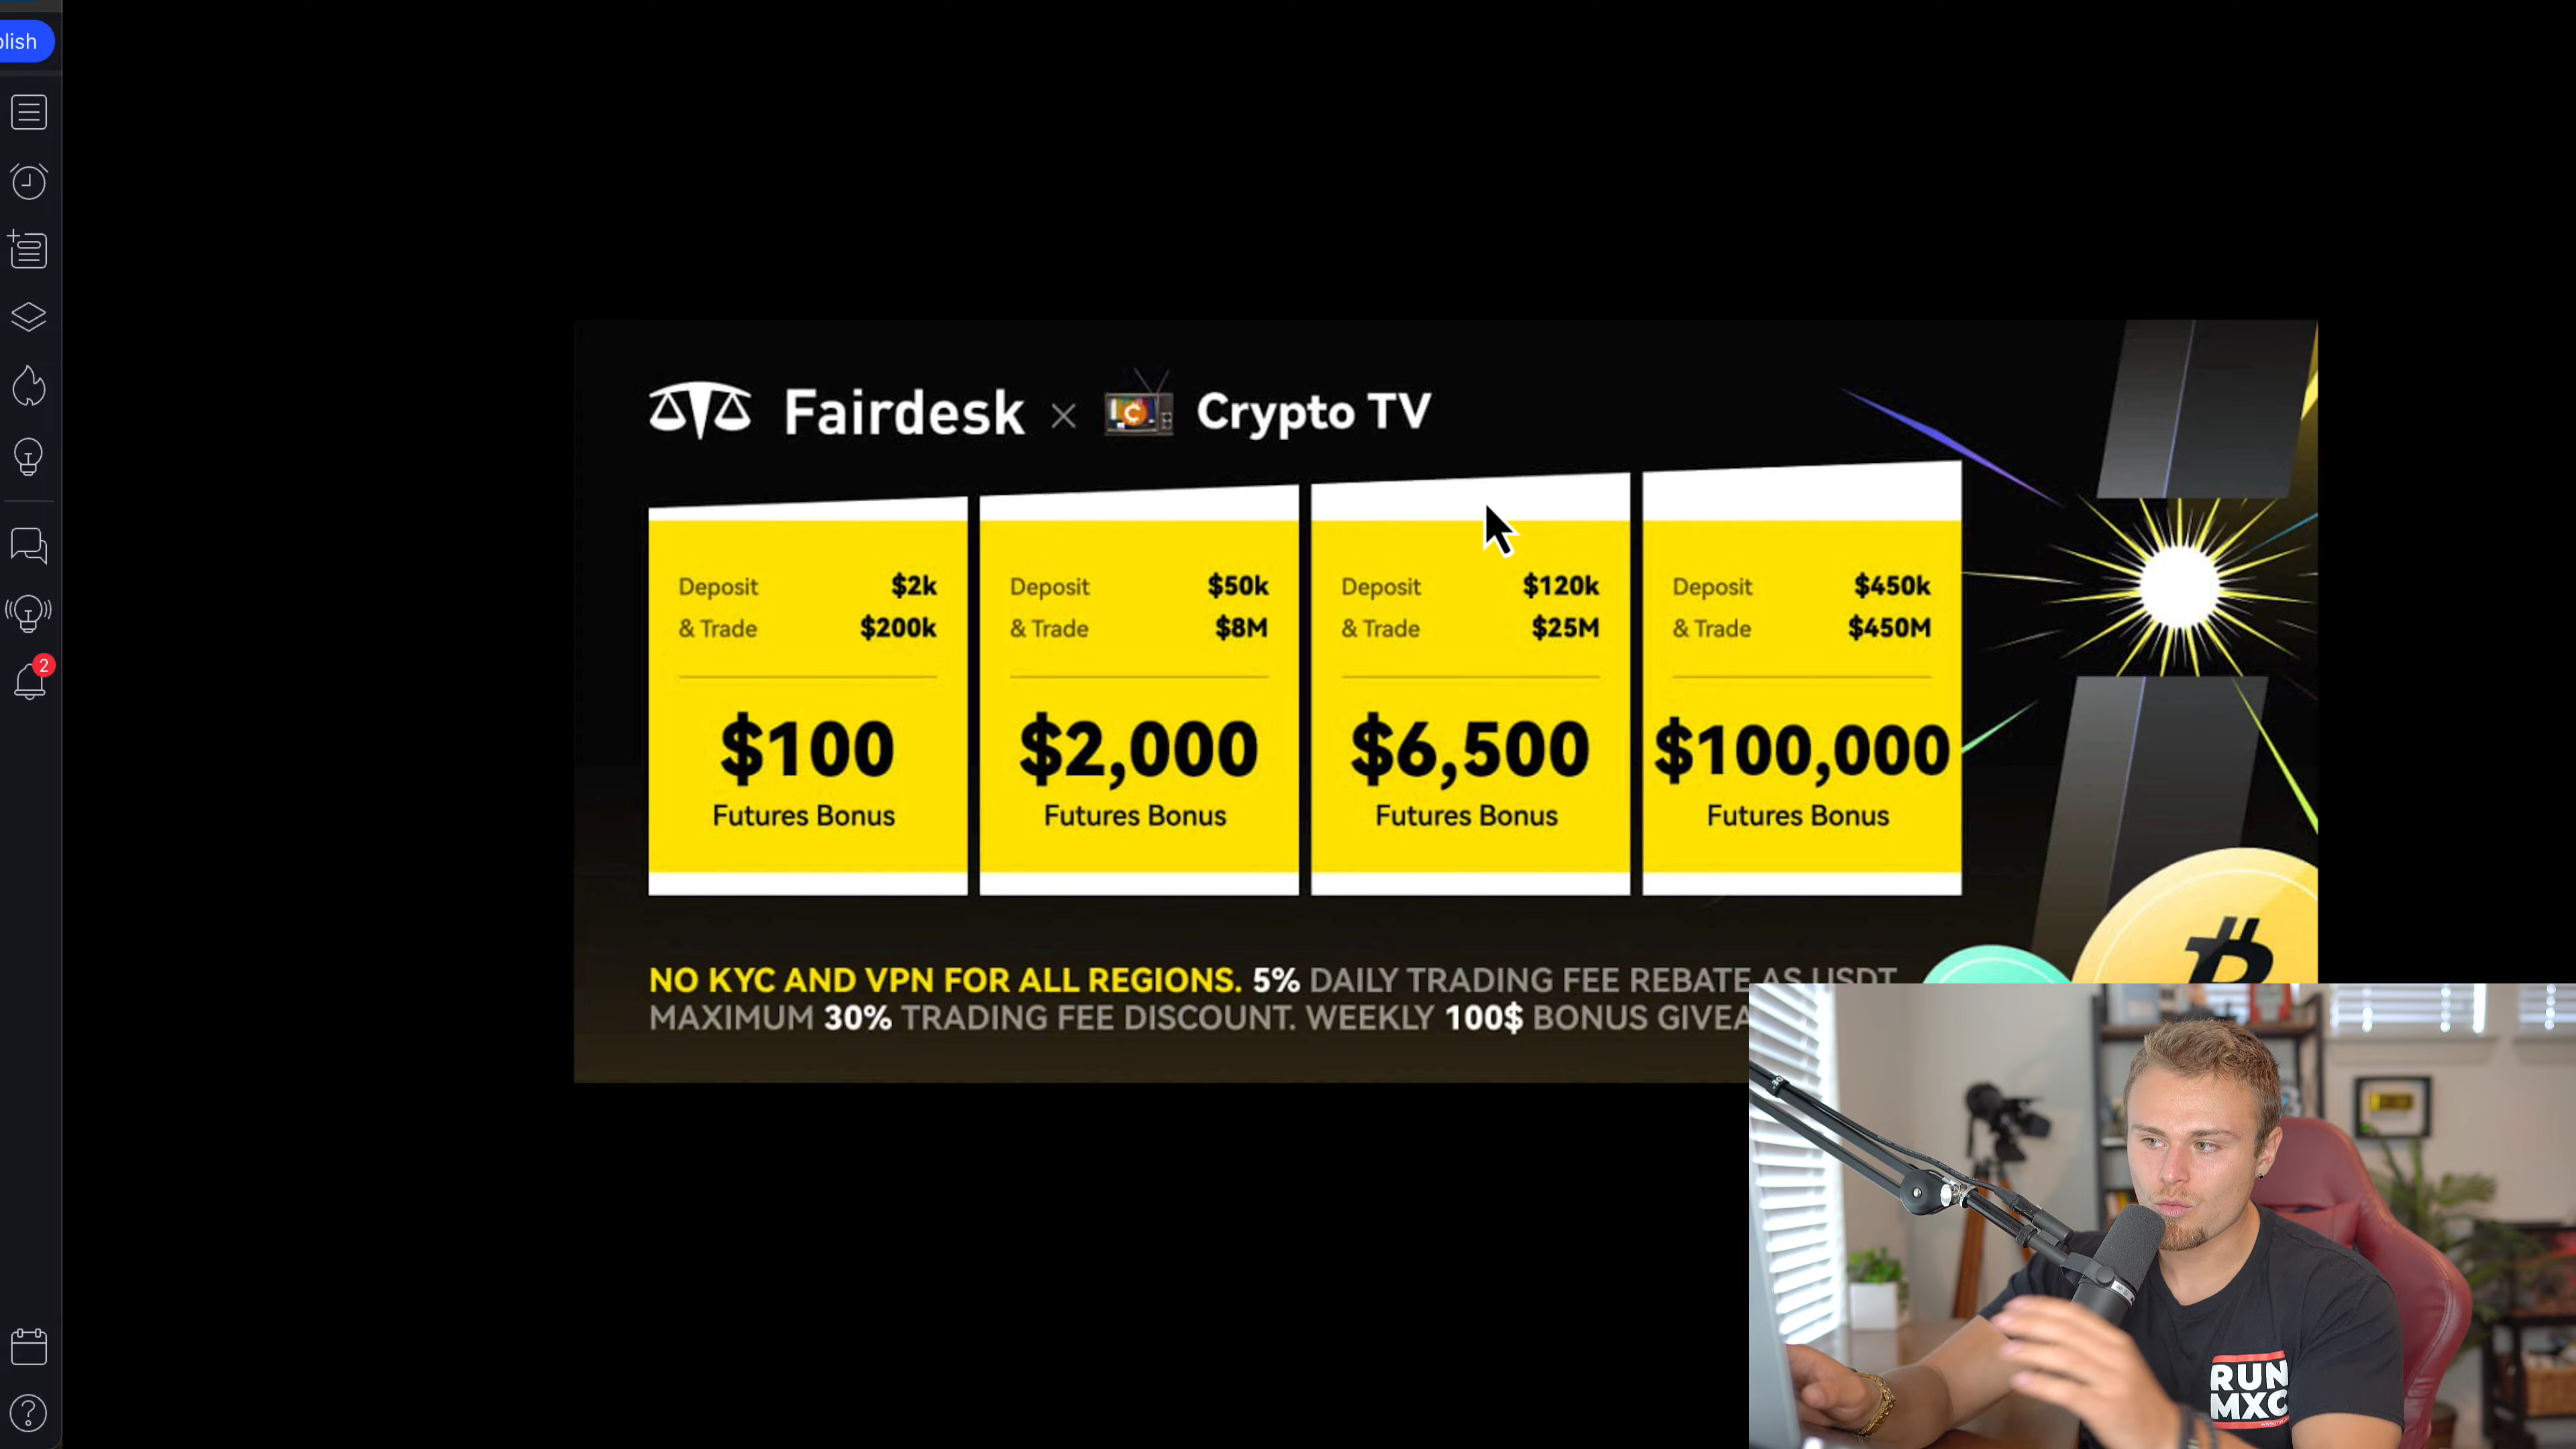 blish
2
Fairdesk × Crypto TV
Deposit $2k
& Trade $200k
$100
Futures Bonus
Deposit $50k
& Trade $8M
$2,000
Futures Bonus
Deposit $120k
& Trade $25M
$6,500
Futures Bonus
Deposit $450k
& Trade $450M
$100,000
Futures Bonus
NO KYC AND VPN FOR ALL REGIONS. 5% DAILY TRADING FEE REBATE AS USDT
MAXIMUM 30% TRADING FEE DISCOUNT. WEEKLY 100$ BONUS GIVEA
RUN
MXC